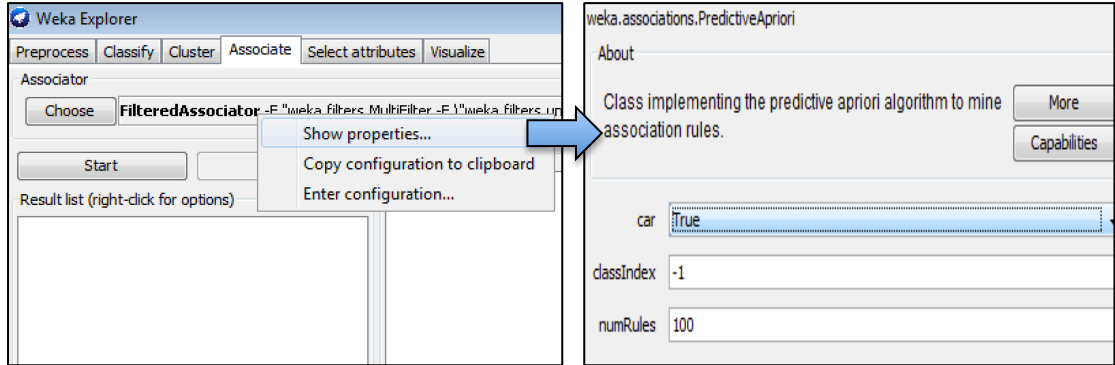 Weka Explorer
Preprocess Classify Cluster Associate Select attributes Visualize
Associator
Choose FilteredAssociator -F "weka.filters.MultiFilter -F \"weka.filters.un
Show properties...
Copy configuration to clipboard
Enter configuration...
Start
Result list (right-click for options)
weka.associations.PredictiveApriori
About
Class implementing the predictive apriori algorithm to mine
association rules.
More
Capabilities
car True
classIndex -1
numRules 100